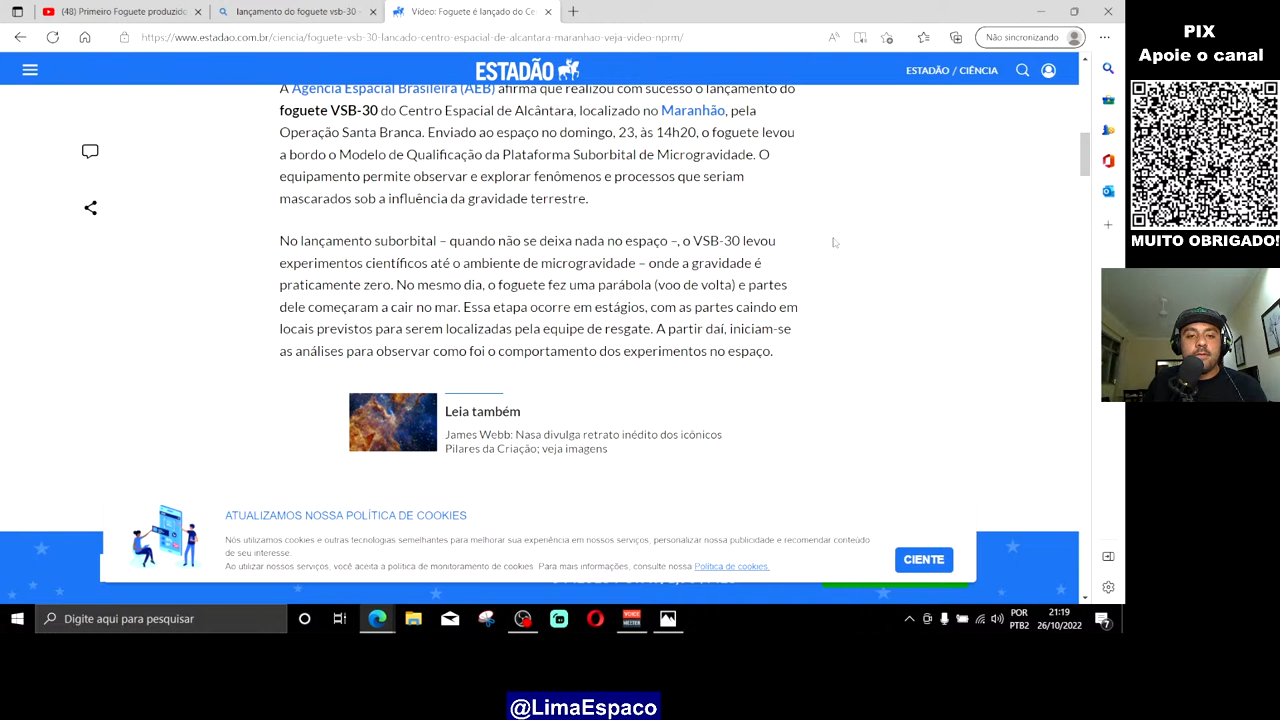 (48) Primeiro Foguete produzido
lançamento do foguete vsb-30 -
Vídeo: Foguete é lançado do Ce
https://www.estadao.com.br/ciencia/foguete-vsb-30-lancado-centro-espacial-de-alcantara-maranhao-veja-video-nprm/
Não sincronizando
ESTADÃO
ESTADÃO / CIÊNCIA
A Agência Espacial Brasileira (AEB) afirma que realizou com sucesso o lançamento do
foguete VSB-30 do Centro Espacial de Alcântara, localizado no Maranhão, pela
Operação Santa Branca. Enviado ao espaço no domingo, 23, às 14h20, o foguete levou
a bordo o Modelo de Qualificação da Plataforma Suborbital de Microgravidade. O
equipamento permite observar e explorar fenômenos e processos que seriam
mascarados sob a influência da gravidade terrestre.
No lançamento suborbital – quando não se deixa nada no espaço –, o VSB-30 levou
experimentos científicos até o ambiente de microgravidade – onde a gravidade é
praticamente zero. No mesmo dia, o foguete fez uma parábola (voo de volta) e partes
dele começaram a cair no mar. Essa etapa ocorre em estágios, com as partes caindo em
locais previstos para serem localizadas pela equipe de resgate. A partir daí, iniciam-se
as análises para observar como foi o comportamento dos experimentos no espaço.
Leia também
James Webb: Nasa divulga retrato inédito dos icônicos
Pilares da Criação; veja imagens
ATUALIZAMOS NOSSA POLÍTICA DE COOKIES
Nós utilizamos cookies e outras tecnologias semelhantes para melhorar sua experiência em nossos serviços, personalizar nossa publicidade e recomendar conteúdo
de seu interesse.
Ao utilizar nossos serviços, você aceita a política de monitoramento de cookies. Para mais informações, consulte nossa Política de cookies.
CIENTE
Digite aqui para pesquisar
VOICE
MEETER
POR
PTB2
21:19
26/10/2022
7
PIX
Apoie o canal
MUITO OBRIGADO!
@LimaEspaco